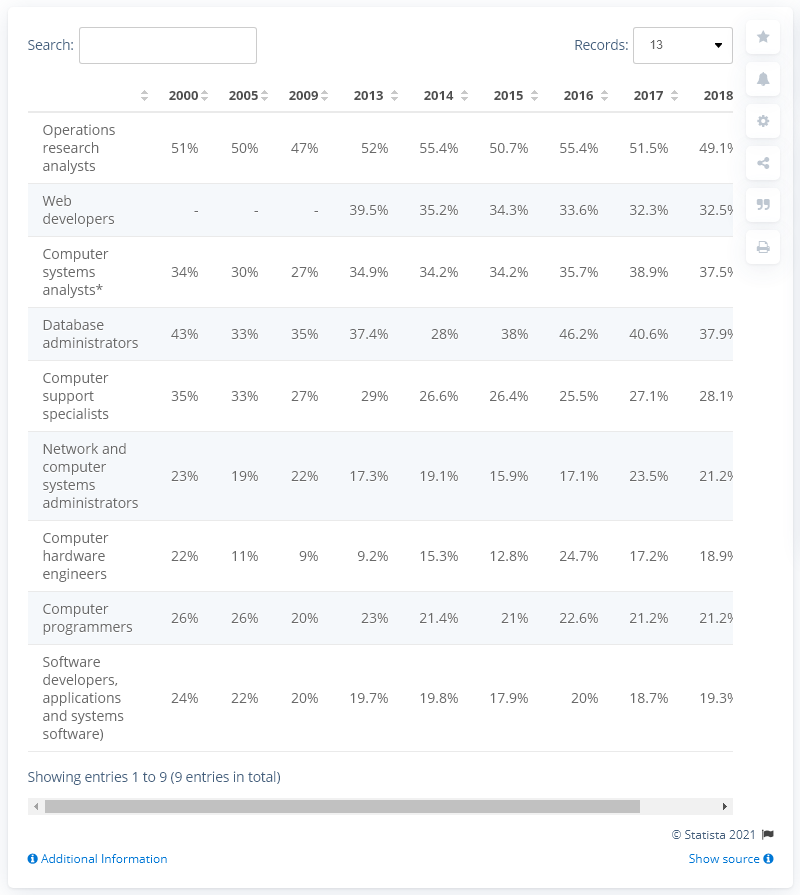 Search:
Records: 13
2000 2005 2009 2013 2014 2015 2016 2017 2018
Operations
research
analysts
51% 50% 47% 52% 55.4% 50.7% 55.4% 51.5% 49.1%
Web
developers
- - - 39.5% 35.2% 34.3% 33.6% 32.3% 32.5%
Computer
systems
analysts*
34% 30% 27% 34.9% 34.2% 34.2% 35.7% 38.9% 37.5%
Database
administrators
43% 33% 35% 37.4% 28% 38% 46.2% 40.6% 37.9%
Computer
support
specialists
35% 33% 27% 29% 26.6% 26.4% 25.5% 27.1% 28.1%
Network and
computer
systems
administrators
23% 19% 22% 17.3% 19.1% 15.9% 17.1% 23.5% 21.2%
Computer
hardware
engineers
22% 11% 9% 9.2% 15.3% 12.8% 24.7% 17.2% 18.9%
Computer
programmers
26% 26% 20% 23% 21.4% 21% 22.6% 21.2% 21.2%
Software
developers,
applications
and systems
software)
24% 22% 20% 19.7% 19.8% 17.9% 20% 18.7% 19.3%
Showing entries 1 to 9 (9 entries in total)
© Statista 2021
Additional Information
Show source